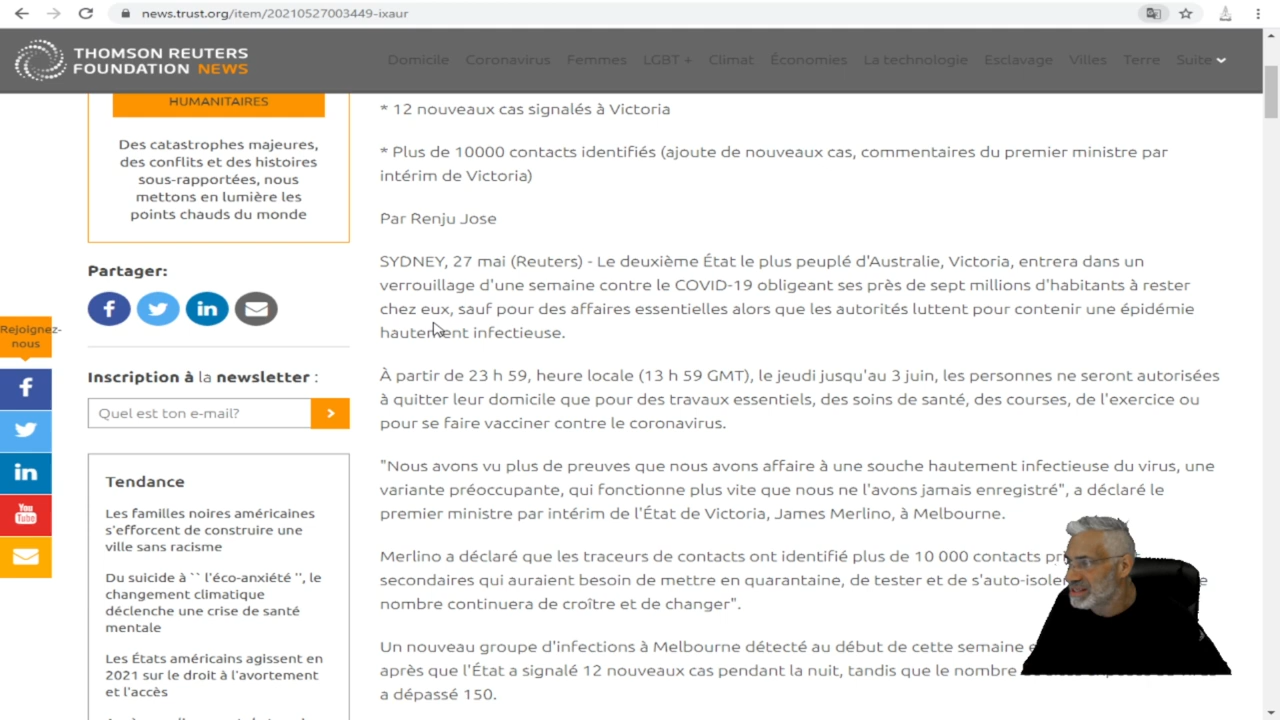 news.trust.org/item/20210527003449-ixaur
THOMSON REUTERS
FOUNDATION NEWS
Domicile Coronavirus Femmes LGBT + Climat Économies La technologie Esclavage Villes Terre Suite
HUMANITAIRES
Des catastrophes majeures,
des conflits et des histoires
sous-rapportées, nous
mettons en lumière les
points chauds du monde
Partager:
Rejoignez-
nous
Inscription à la newsletter :
Quel est ton e-mail?
Tendance
Les familles noires américaines
s'efforcent de construire une
ville sans racisme
Du suicide à `` l'éco-anxiété '', le
changement climatique
déclenche une crise de santé
mentale
Les États américains agissent en
2021 sur le droit à l'avortement
et l'accès
* 12 nouveaux cas signalés à Victoria
* Plus de 10000 contacts identifiés (ajoute de nouveaux cas, commentaires du premier ministre par
intérim de Victoria)
Par Renju Jose
SYDNEY, 27 mai (Reuters) - Le deuxième État le plus peuplé d'Australie, Victoria, entrera dans un
verrouillage d'une semaine contre le COVID-19 obligeant ses près de sept millions d'habitants à rester
chez eux, sauf pour des affaires essentielles alors que les autorités luttent pour contenir une épidémie
hautement infectieuse.
À partir de 23 h 59, heure locale (13 h 59 GMT), le jeudi jusqu'au 3 juin, les personnes ne seront autorisées
à quitter leur domicile que pour des travaux essentiels, des soins de santé, des courses, de l'exercice ou
pour se faire vacciner contre le coronavirus.
"Nous avons vu plus de preuves que nous avons affaire à une souche hautement infectieuse du virus, une
variante préoccupante, qui fonctionne plus vite que nous ne l'avons jamais enregistré", a déclaré le
premier ministre par intérim de l'État de Victoria, James Merlino, à Melbourne.
Merlino a déclaré que les traceurs de contacts ont identifié plus de 10 000 contacts
secondaires qui auraient besoin de mettre en quarantaine, de tester et de
nombre continuera de croître et de changer".
Un nouveau groupe d'infections à Melbourne détecté au début de cette semaine
après que l'État a signalé 12 nouveaux cas pendant la nuit, tandis que le nombre
a dépassé 150.